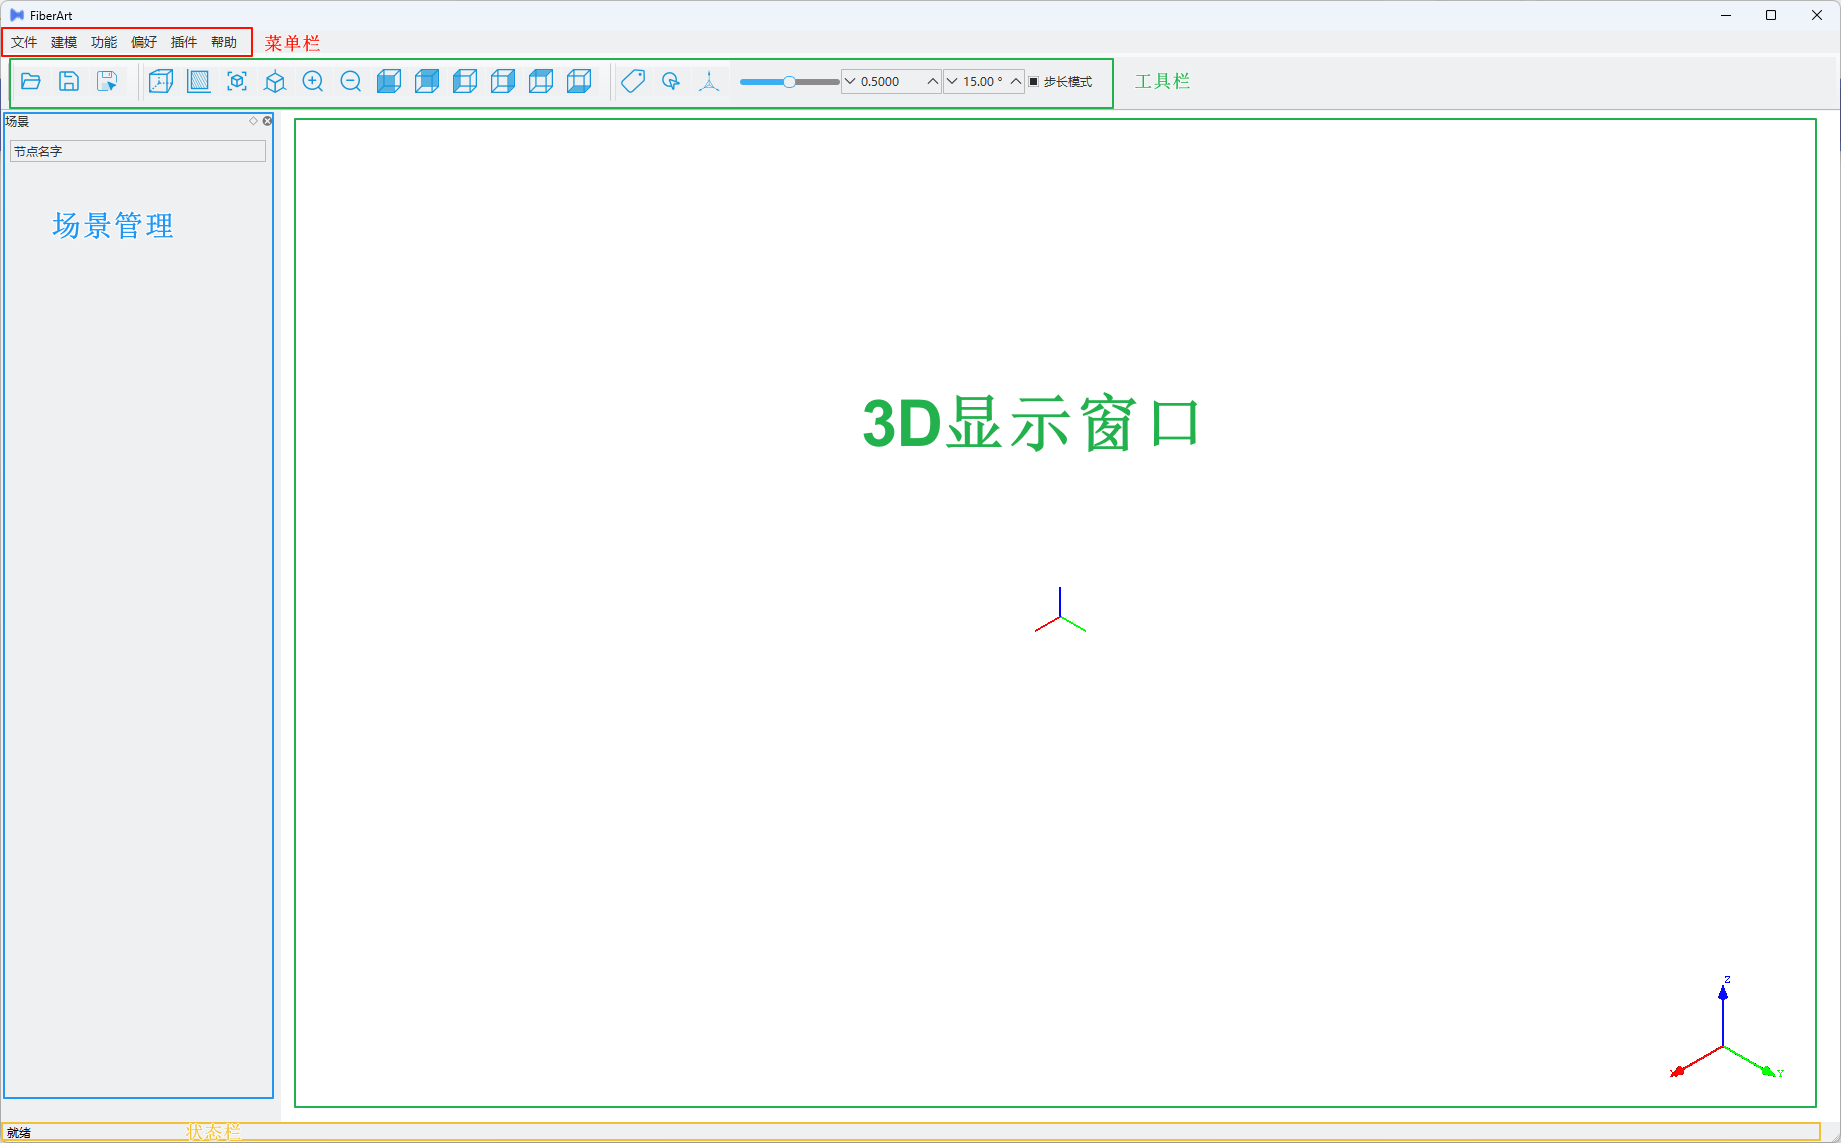 FiberArt
文件 建模 功能 偏好 插件 帮助 菜单栏
0.5000 15.00 ° 步长模式 工具栏
场景
节点名字
场景管理
3D显示窗口
Z
X
Y
就绪 状态栏